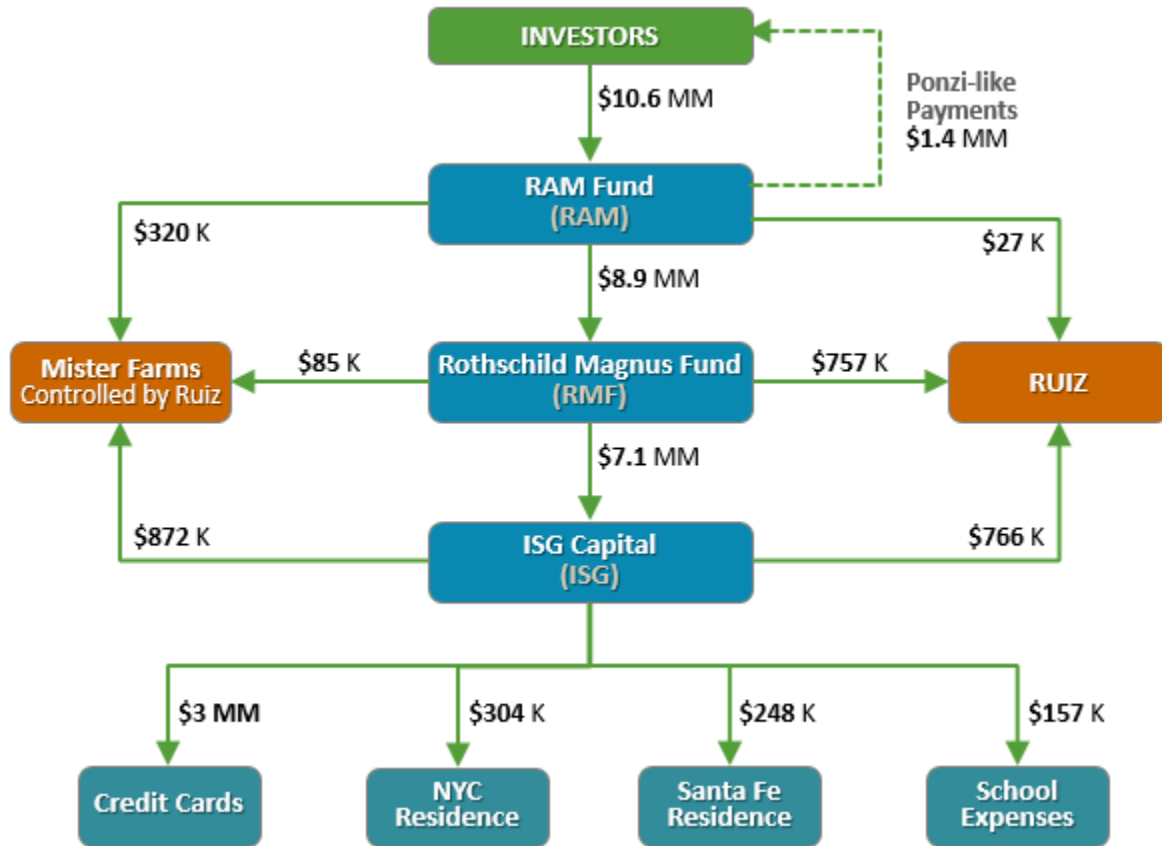 INVESTORS
$10.6 MM
Ponzi-like
Payments
$1.4 MM
RAM Fund
(RAM)
$320 K
$27 K
$8.9 MM
Mister Farms
Controlled by Ruiz
$85 K
Rothschild Magnus Fund
(RMF)
$757 K
RUIZ
$7.1 MM
$872 K
ISG Capital
(ISG)
$766 K
$3 MM
$304 K
$248 K
$157 K
Credit Cards
NYC
Residence
Santa Fe
Residence
School
Expenses